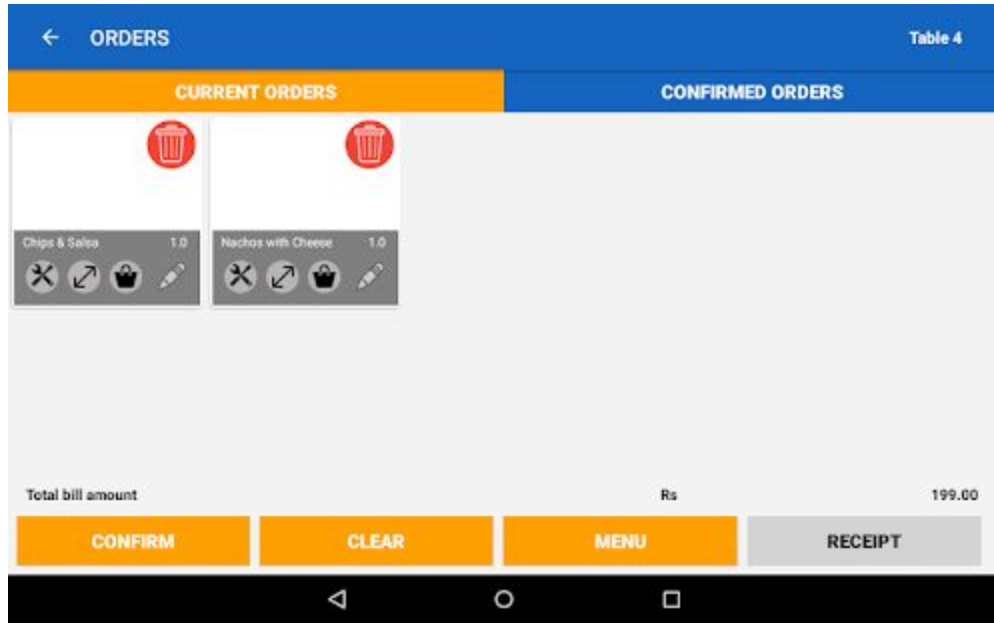 ORDERS
Table 4
CURRENT ORDERS
CONFIRMED ORDERS
Chips & Salsa 1.0
Nachos with Cheese 1.0
Total bill amount Rs 199.00
CONFIRM
CLEAR
MENU
RECEIPT